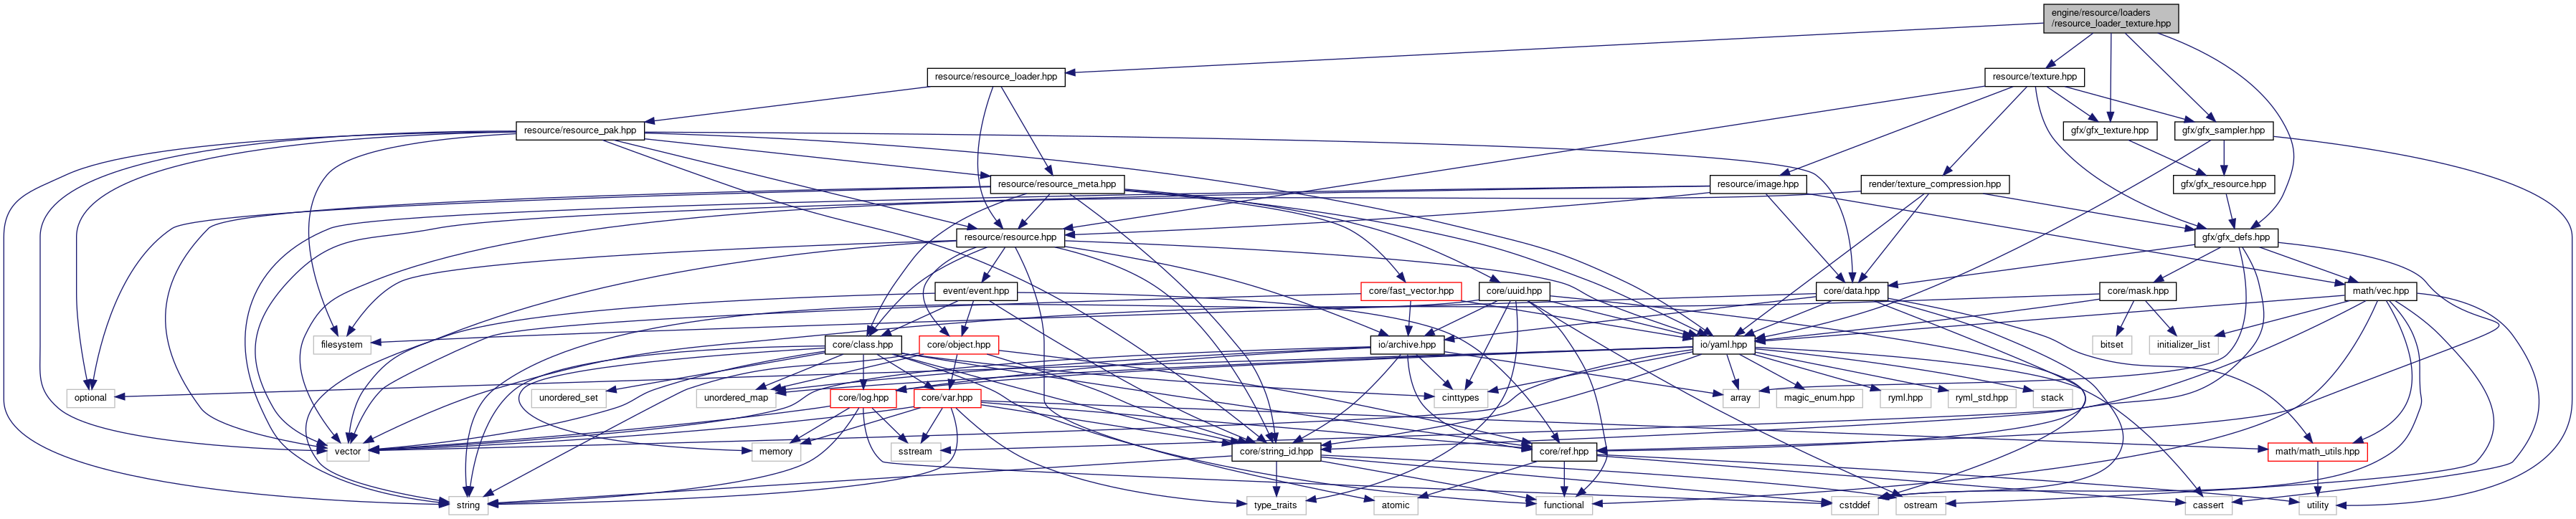 engine/resource/loaders
/resource_loader_texture.hpp
resource/resource_loader.hpp
resource/texture.hpp
resource/resource_pak.hpp
gfx/gfx_texture.hpp
gfx/gfx_sampler.hpp
resource/resource_meta.hpp
resource/image.hpp
render/texture_compression.hpp
gfx/gfx_resource.hpp
resource/resource.hpp
gfx/gfx_defs.hpp
event/event.hpp
core/fast_vector.hpp
core/uuid.hpp
core/data.hpp
core/mask.hpp
math/vec.hpp
filesystem
core/class.hpp
core/object.hpp
io/archive.hpp
io/yaml.hpp
bitset
initializer_list
optional
unordered_set
unordered_map
core/log.hpp
core/var.hpp
cinttypes
array
magic_enum.hpp
ryml.hpp
ryml_std.hpp
stack
vector
memory
sstream
core/string_id.hpp
core/ref.hpp
math/math_utils.hpp
string
type_traits
atomic
functional
cstddef
ostream
cassert
utility